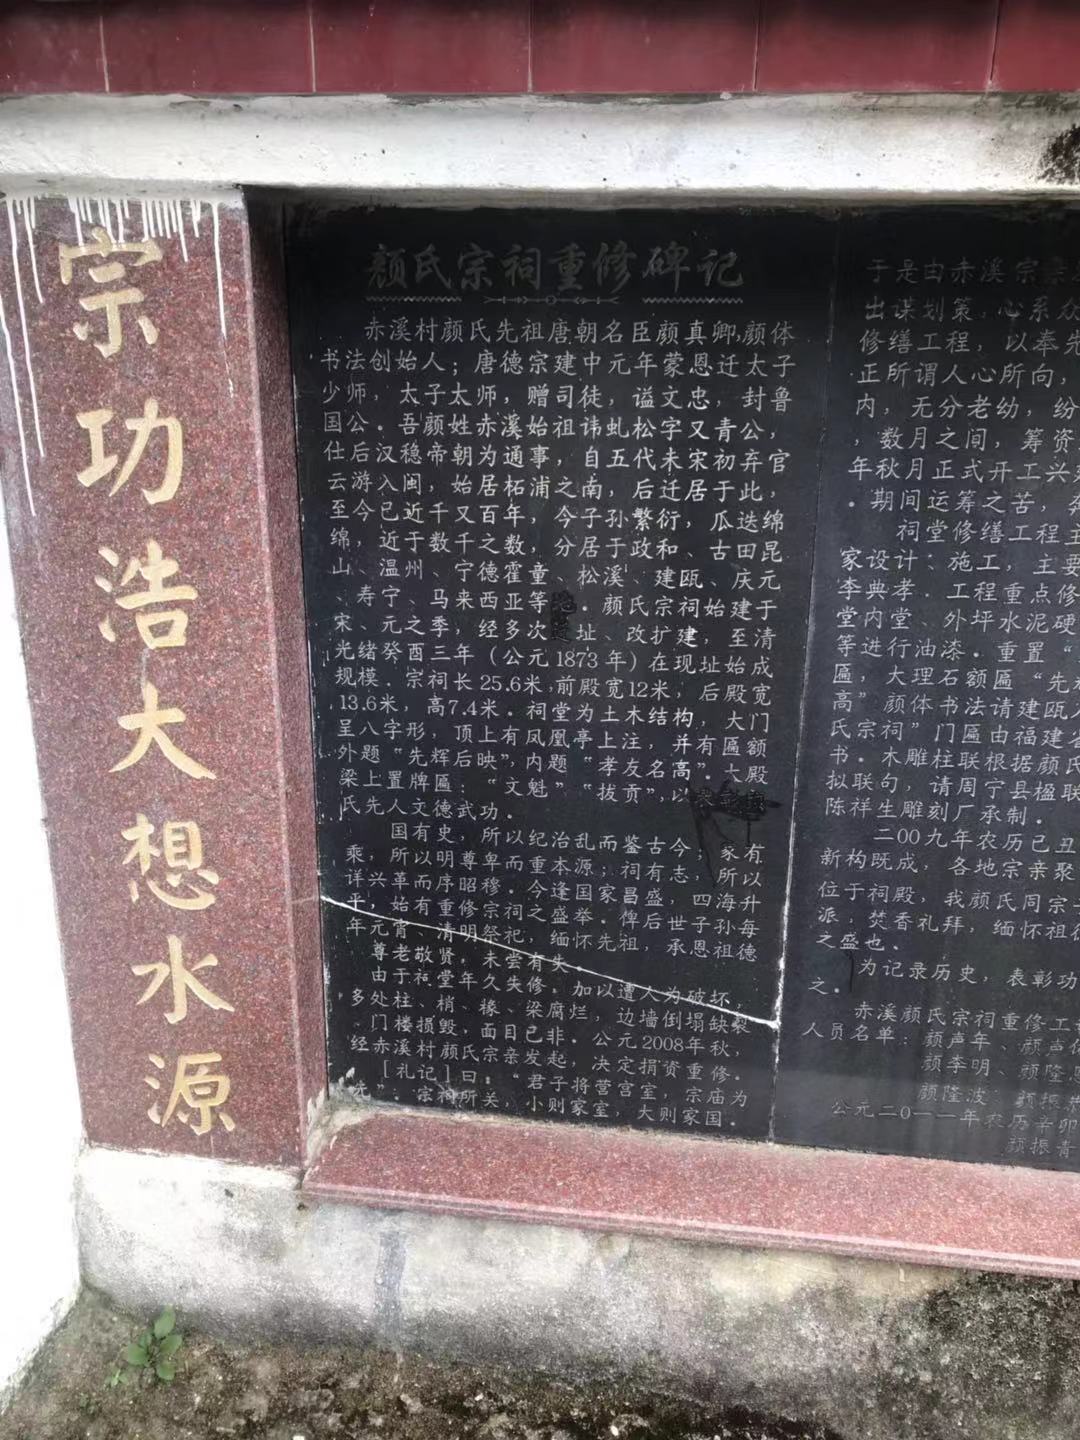 宗功浩大想水源
颜氏宗祠重修碑记
赤溪村颜氏先祖唐朝名臣颜真卿,颜体
书法创始人；唐德宗建中元年蒙恩迁太子
少师，太子太师，赠司徒，谥文忠，封鲁
国公。吾颜姓赤溪始祖讳虬松字又青公，
仕后汉穏帝朝为通事，自五代末宋初弃官
云游入闽，始居柘浦之南，后迁居于此，
至今已近千又百年，今子孙繁衍，瓜迭绵
绵，近于数千之数，分居于政和、古田昆
山、温州、宁德霍童、松溪、建瓯、庆元
、寿宁、马来西亚等。颜氏宗祠始建于
宋、元之季，经多次址、改扩建，至清
光绪癸酉三年（公元1873年）在现址始成
规模．宗祠长25.6米,前殿宽12米，后殿宽
13.6米，高7.4米．祠堂为土木结构，大门
呈八字形，顶上有凤凰亭上注，并有匾额
外题“先辉后映”,内题“孝友名高”.大殿
梁上置牌匾：“文魁”“拔贡”,以
氏先人文德武功．
国有史，所以纪治乱而鉴古今；家有
乘，所以明尊卑而重本源；祠有志，所以
详兴革而序昭穆．今逢国家昌盛，四海升
平，始有重修宗祠之盛举．俾后世子孙每
年元宵、清明祭祀，缅怀先祖，承恩祖德
尊老敬贤，未尝有失．
由于祠堂年久失修，加以遭人为破坏，
多处柱、梢、椽、梁腐烂，边墙倒塌缺裂
、门楼损毁，面目已非．公元2008年秋，
经赤溪村颜氏宗亲发起，决定捐资重修．
［礼记］曰：“君子将营宫室，宗庙为
先”．宗祠所关，小则家室，大则家国．
于是由赤溪宗
出谋划策，心系众
修缮工程，以奉先
正所谓人心所向，
内，无分老幼，纷
，数月之间，筹资
年秋月正式开工兴
．期间运筹之苦，
祠堂修缮工程主
家设计：施工，主要
李典孝．工程重点修
堂内堂、外坪水泥硬
等进行油漆．重置“
匾，大理石额匾“先
高”颜体书法请建瓯
氏宗祠”门匾由福建省
书．木雕柱联根据颜氏
拟联句，请周宁县楹联
陈祥生雕刻厂承制．
二00九年农历己丑
新构既成，各地宗亲聚
位于祠殿，我颜氏同宗
派，焚香礼拜，缅怀祖德
之盛也．
为记录历史，表彰功
之．
赤溪颜氏宗祠重修工
人员名单：颜声年、颜声
颜李明、颜隆恩
颜隆波、颜振
公元二0一一年农历辛卯
颜振青